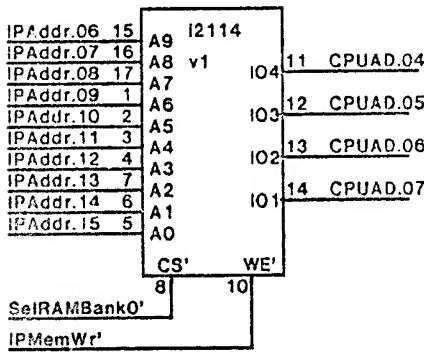 IPAddr.06 15 A9 I2114
IPAddr.07 16 A8 v1 IO4 11 CPUAD.04
IPAddr.08 17 A7
IPAddr.09 1 A6 IO3 12 CPUAD.05
IPAddr.10 2 A5
IPAddr.11 3 A4
IPAddr.12 4 A3 IO2 13 CPUAD.06
IPAddr.13 7 A2
IPAddr.14 6 A1 IO1 14 CPUAD.07
IPAddr.15 5 A0
CS' WE'
8 10
SelRAMBank0'
IPMemWr'